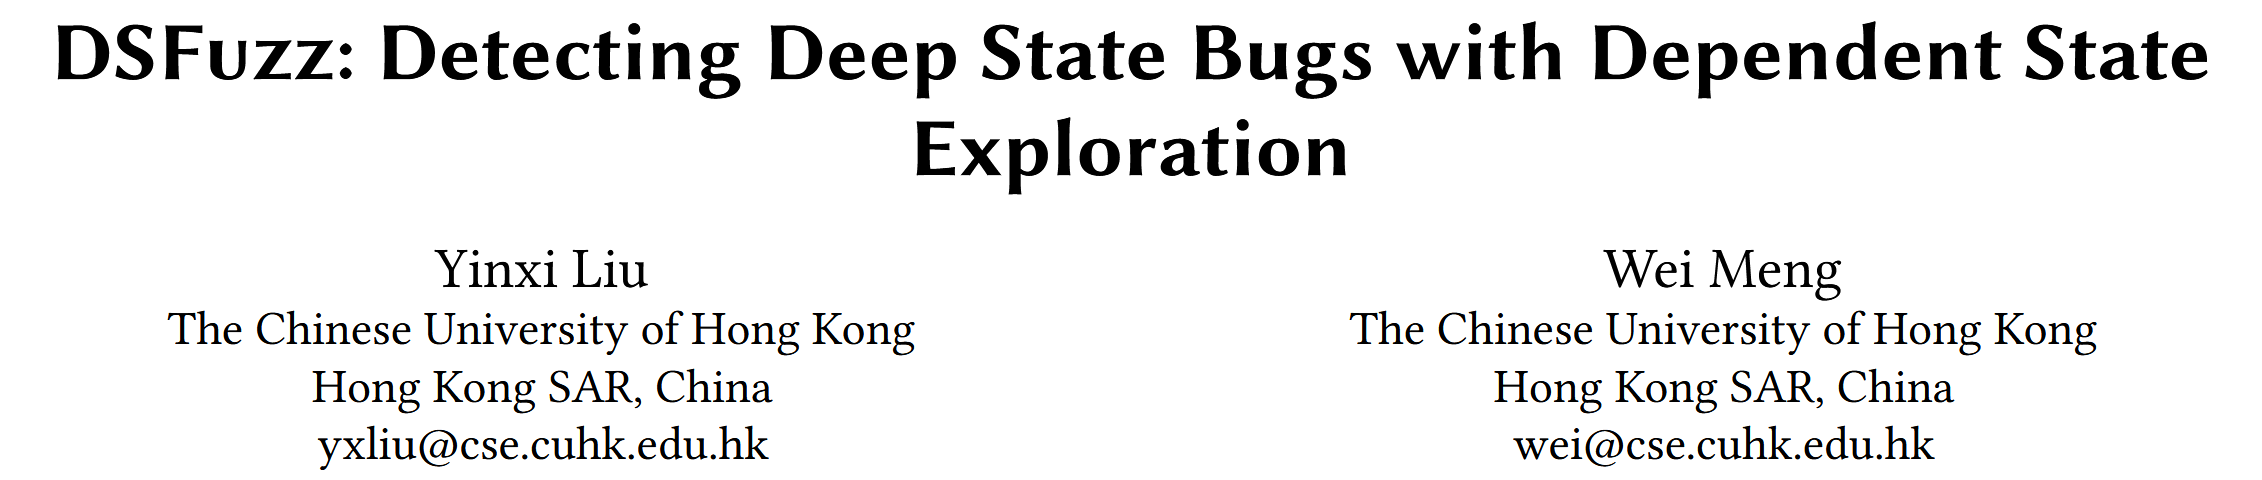 DSFuzz: Detecting Deep State Bugs with Dependent State
Exploration
Yinxi Liu
The Chinese University of Hong Kong
Hong Kong SAR, China
yxliu@cse.cuhk.edu.hk
Wei Meng
The Chinese University of Hong Kong
Hong Kong SAR, China
wei@cse.cuhk.edu.hk